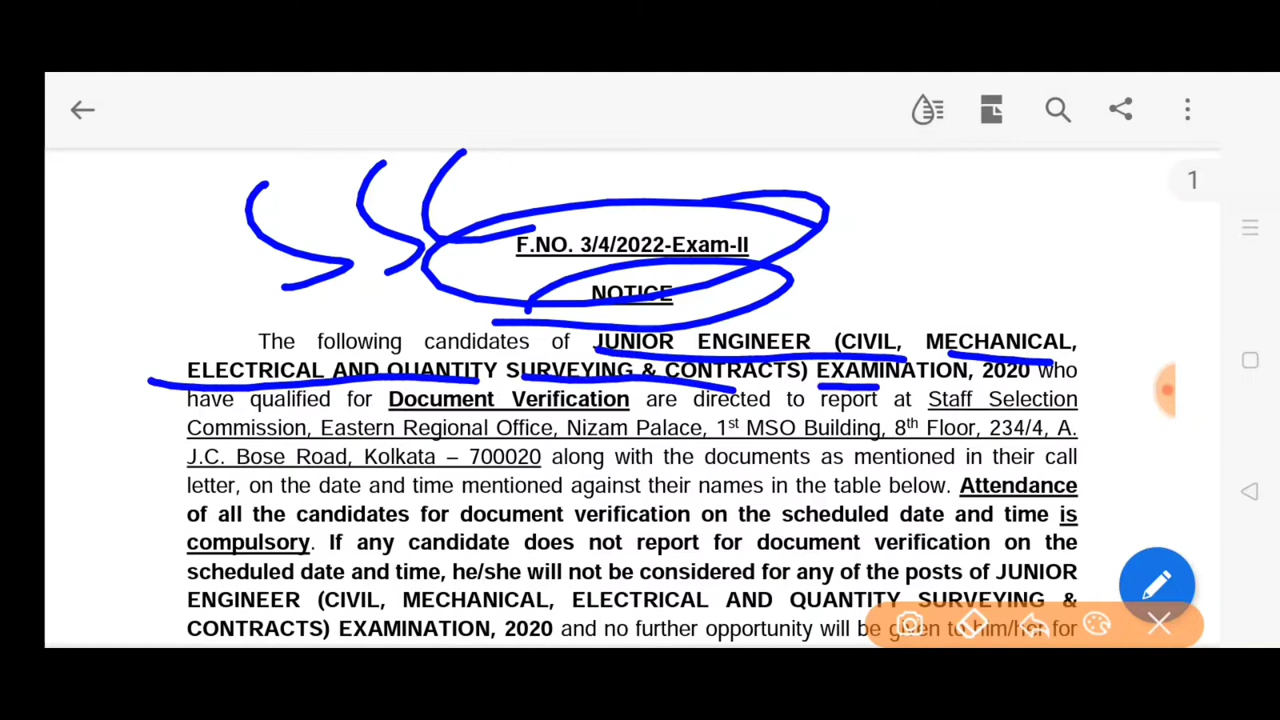 1
SSC
F.NO. 3/4/2022-Exam-II
NOTICE
The following candidates of JUNIOR ENGINEER (CIVIL, MECHANICAL,
ELECTRICAL AND QUANTITY SURVEYING & CONTRACTS) EXAMINATION, 2020 who
have qualified for Document Verification are directed to report at Staff Selection
Commission, Eastern Regional Office, Nizam Palace, 1st MSO Building, 8th Floor, 234/4, A.
J.C. Bose Road, Kolkata – 700020 along with the documents as mentioned in their call
letter, on the date and time mentioned against their names in the table below. Attendance
of all the candidates for document verification on the scheduled date and time is
compulsory. If any candidate does not report for document verification on the
scheduled date and time, he/she will not be considered for any of the posts of JUNIOR
ENGINEER (CIVIL, MECHANICAL, ELECTRICAL AND QUANTITY SURVEYING &
CONTRACTS) EXAMINATION, 2020 and no further opportunity will be given to him/her for